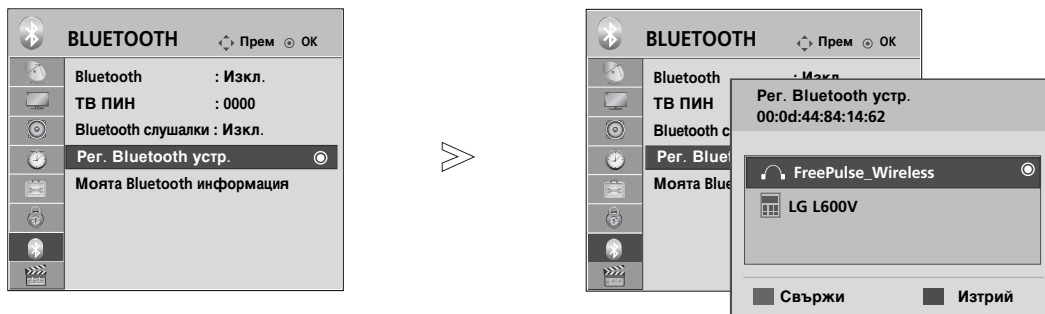 BLUETOOTH Прем OK
Bluetooth : Изкл.
ТВ ПИН : 0000
Bluetooth слушалки : Изкл.
Рег. Bluetooth устр.
Моята Bluetooth информация
BLUETOOTH Прем OK
Bluetooth : Изкл
ТВ ПИН
Bluetooth с
Рег. Blue
Моята Blue
Рег. Bluetooth устр.
00:0d:44:84:14:62
FreePulse_Wireless
LG L600V
Свържи Изтрий